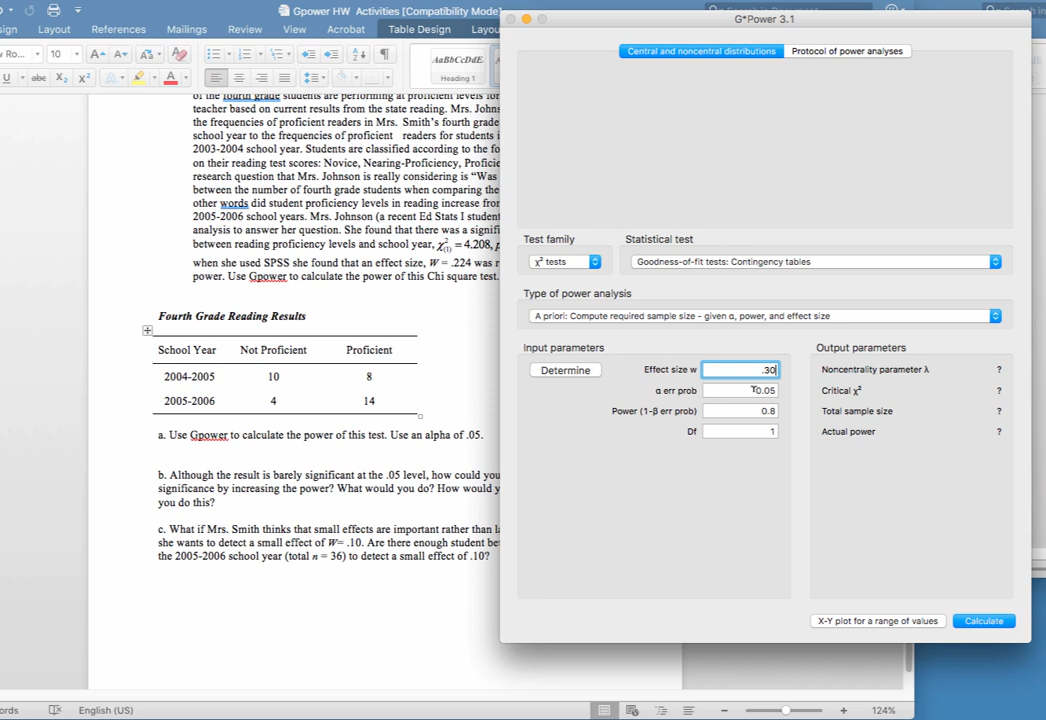 Gpower HW Activities [Compatibility Mode]
sign Layout References Mailings Review View Acrobat Table Design Layou
10
AaBbCcDdE
U abc X₂ X² A A
Heading 1
of the fourth grade students are performing at proficient levels for
teacher based on current results from the state reading. Mrs. Johns
the frequencies of proficient readers in Mrs. Smith's fourth grade
school year to the frequencies of proficient readers for students i
2003-2004 school year. Students are classified according to the fo
on their reading test scores: Novice, Nearing-Proficiency, Proficie
research question that Mrs. Johnson is really considering is "Was
between the number of fourth grade students when comparing the
other words did student proficiency levels in reading increase from
2005-2006 school years. Mrs. Johnson (a recent Ed Stats I student
analysis to answer her question. She found that there was a signifi
between reading proficiency levels and school year, χ²(1) = 4.208, p
when she used SPSS she found that an effect size, W = .224 was r
power. Use Gpower to calculate the power of this Chi square test.
Fourth Grade Reading Results
School Year Not Proficient Proficient
2004-2005 10 8
2005-2006 4 14
a. Use Gpower to calculate the power of this test. Use an alpha of .05.
b. Although the result is barely significant at the .05 level, how could you
significance by increasing the power? What would you do? How would y
you do this?
c. What if Mrs. Smith thinks that small effects are important rather than la
she wants to detect a small effect of W= .10. Are there enough student be
the 2005-2006 school year (total n = 36) to detect a small effect of .10?
ords English (US) 124%
G*Power 3.1
Central and noncentral distributions Protocol of power analyses
Test family Statistical test
χ² tests Goodness-of-fit tests: Contingency tables
Type of power analysis
A priori: Compute required sample size - given α, power, and effect size
Input parameters Output parameters
Determine Effect size w .30 Noncentrality parameter λ ?
α err prob 0.05 Critical χ² ?
Power (1-β err prob) 0.8 Total sample size ?
Df 1 Actual power ?
X-Y plot for a range of values Calculate